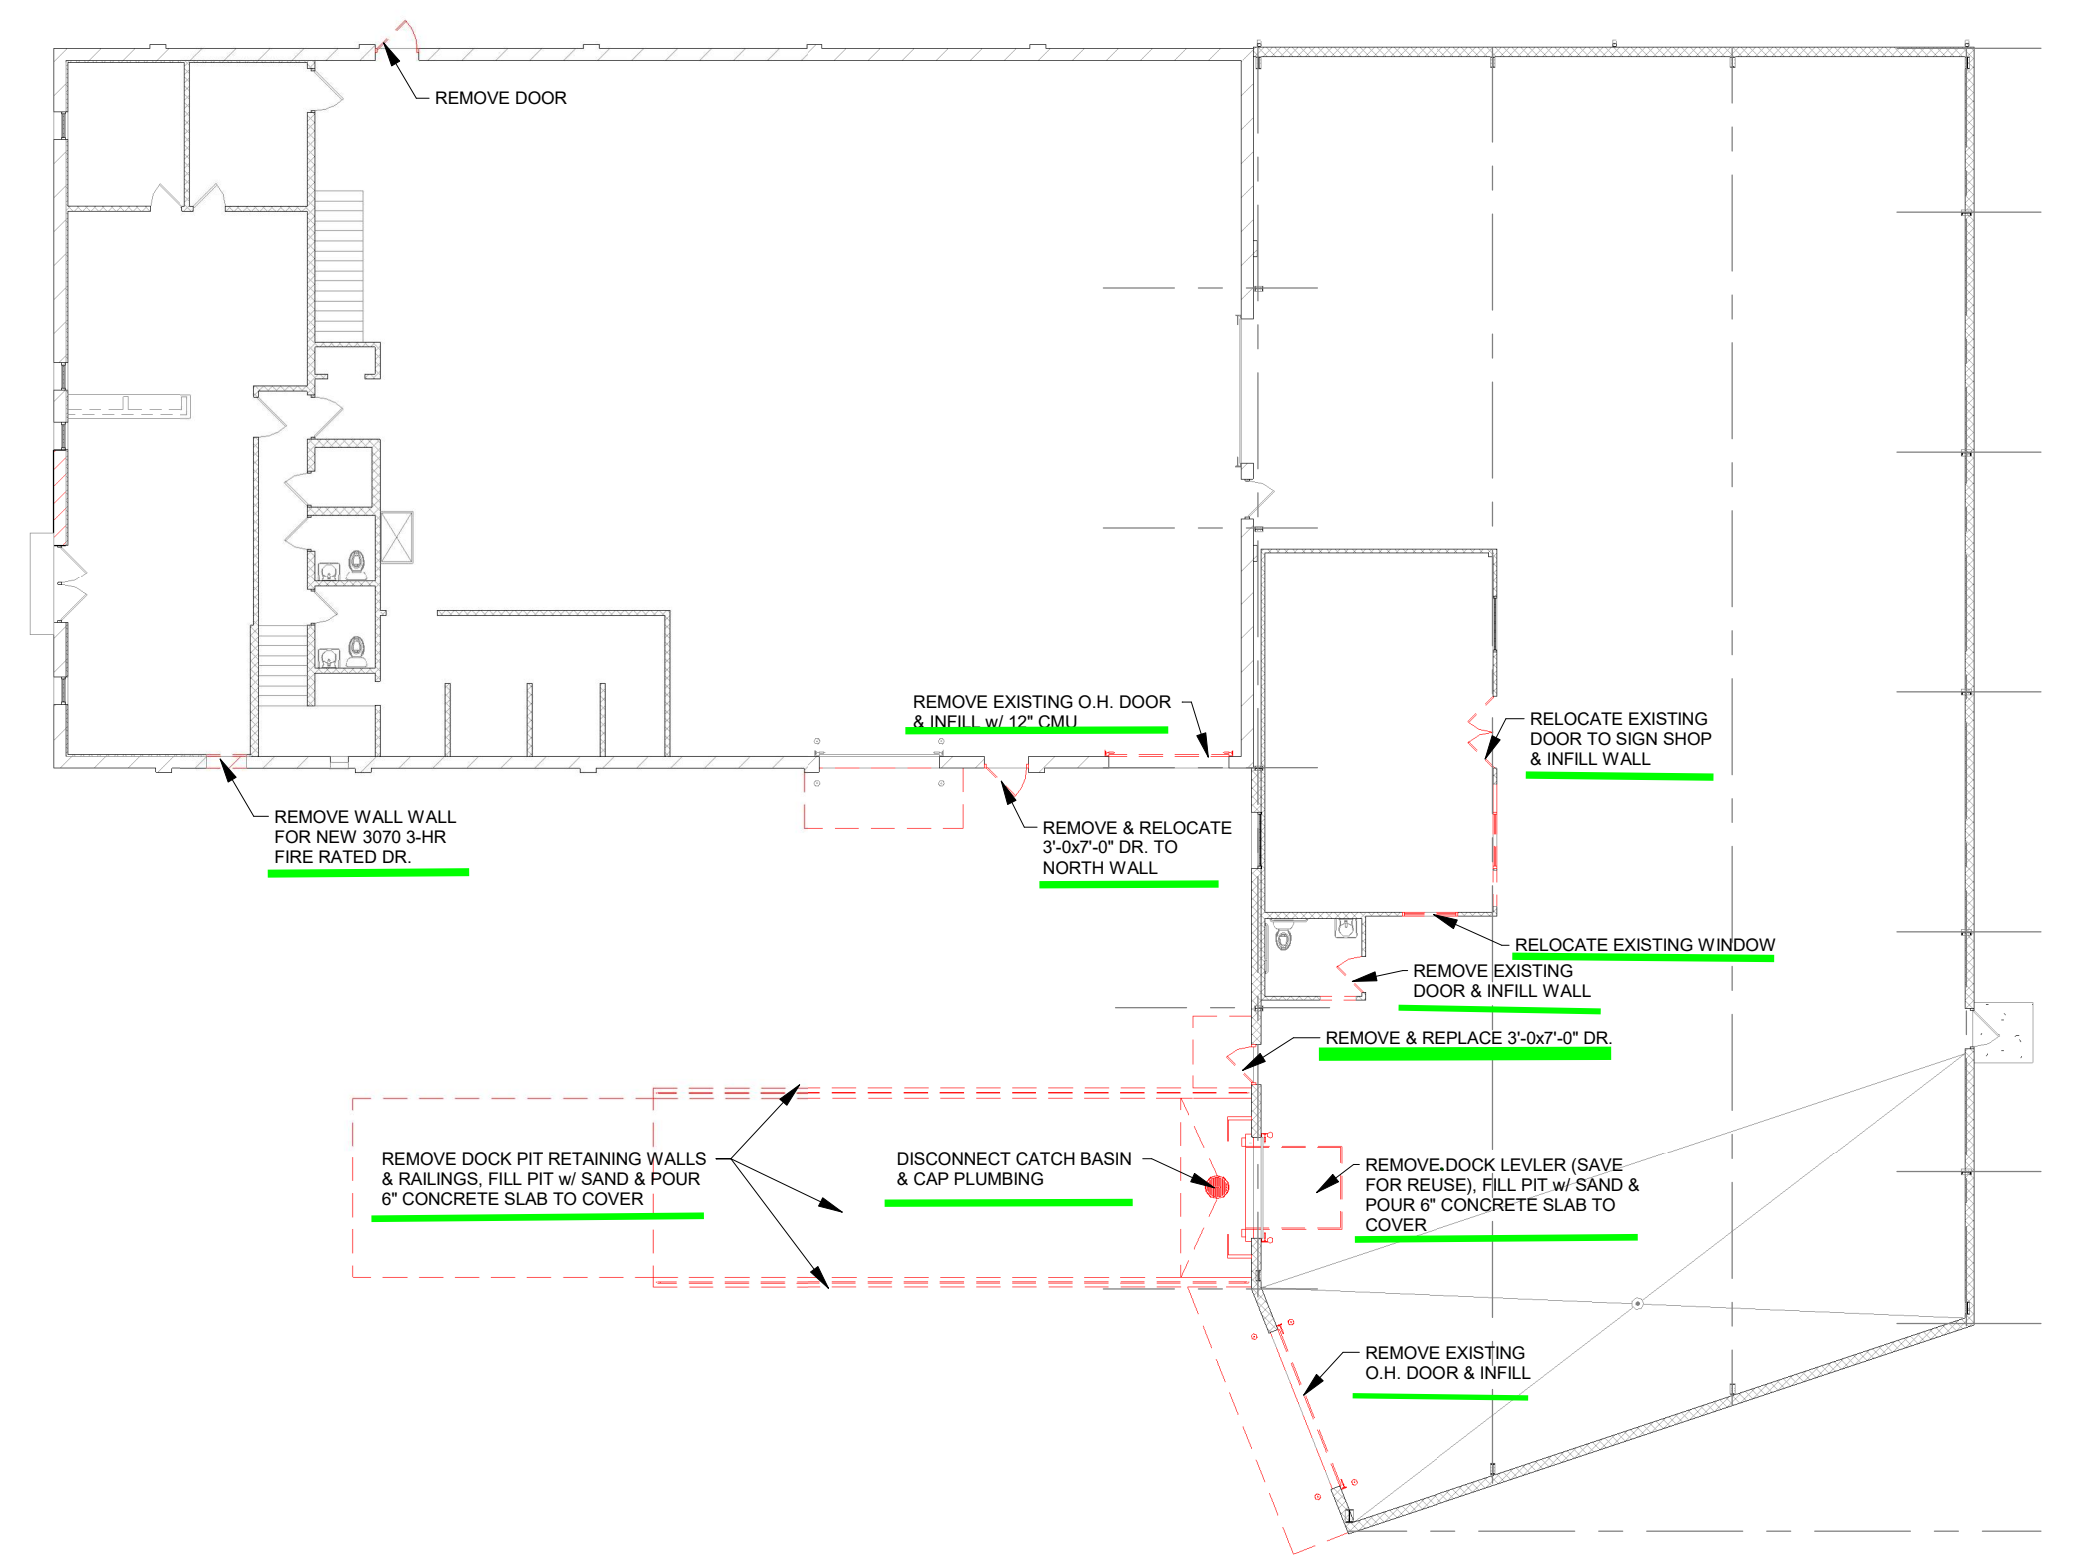 REMOVE DOOR
REMOVE EXISTING O.H. DOOR
& INFILL w/ 12" CMU
RELOCATE EXISTING
DOOR TO SIGN SHOP
& INFILL WALL
REMOVE WALL WALL
FOR NEW 3070 3-HR
FIRE RATED DR.
REMOVE & RELOCATE
3'-0x7'-0" DR. TO
NORTH WALL
RELOCATE EXISTING WINDOW
REMOVE EXISTING
DOOR & INFILL WALL
REMOVE & REPLACE 3'-0x7'-0" DR.
REMOVE DOCK PIT RETAINING WALLS
& RAILINGS, FILL PIT w/ SAND & POUR
6" CONCRETE SLAB TO COVER
DISCONNECT CATCH BASIN
& CAP PLUMBING
REMOVE DOCK LEVLER (SAVE
FOR REUSE), FILL PIT w/ SAND &
POUR 6" CONCRETE SLAB TO
COVER
REMOVE EXISTING
O.H. DOOR & INFILL